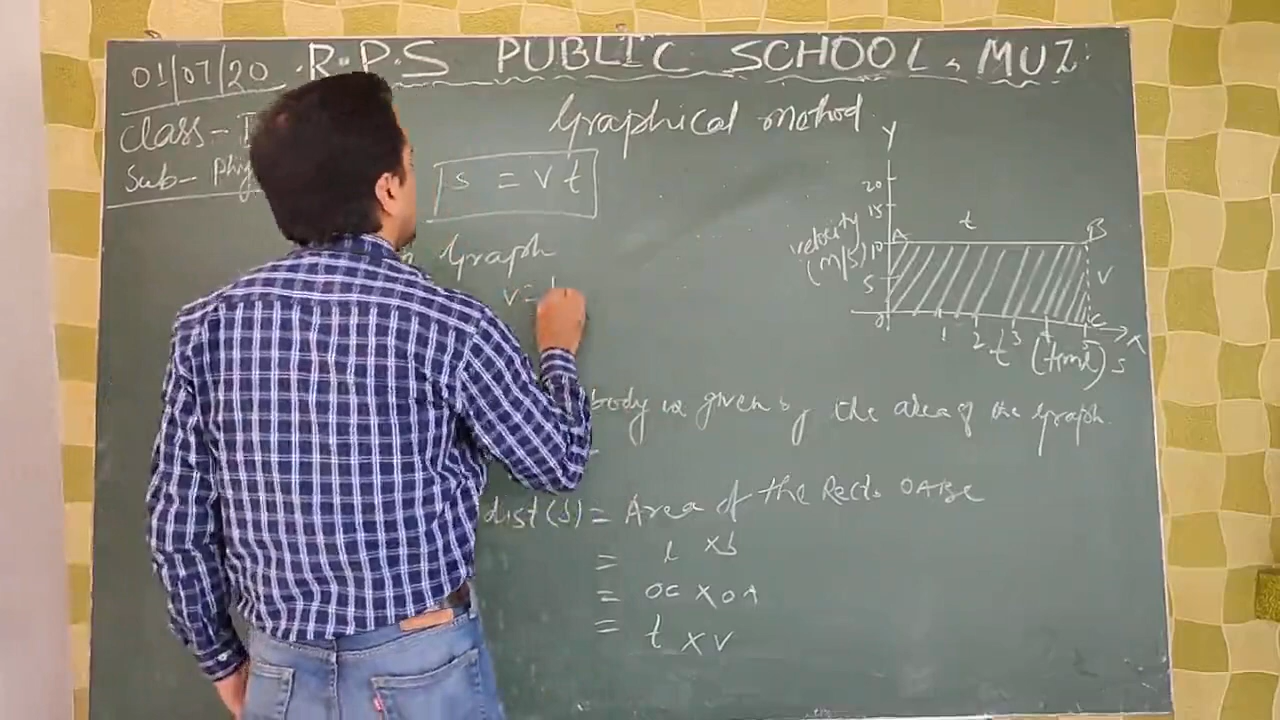 01/07/20 R.P.S PUBLIC SCHOOL, MUZ.
Class-
Sub- Phy
Graphical method
s = vt
Graph
v=
Y
20
15
10
5
0
velocity
(m/s)
A
t
B
v
C
1
2
t
3
5
X
(time) s
body is given by the area of the graph.
dist (s) = Area of the Rect. OABC
= l x b
= OC x OA
= t x v